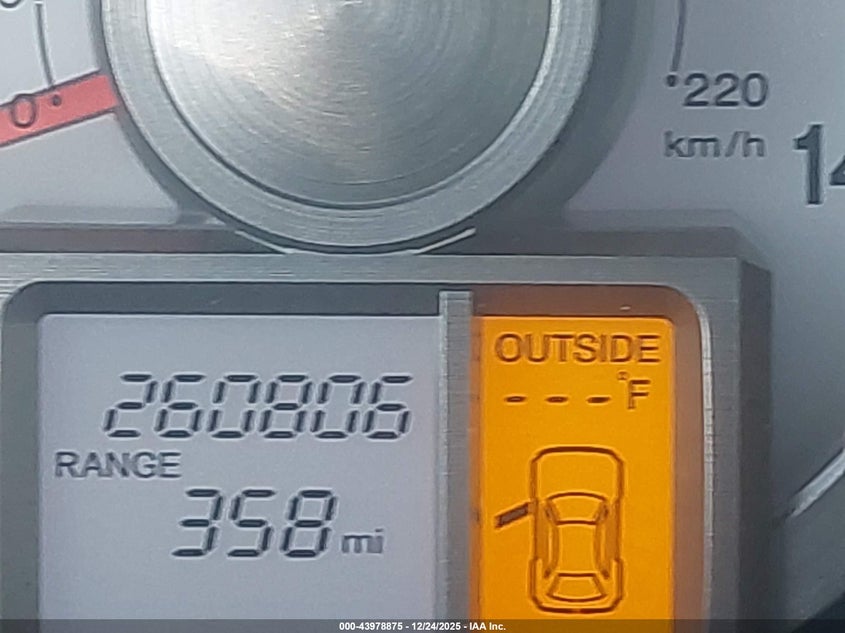 0
220
km/h
14
OUTSIDE
---°F
260806
RANGE
358 mi
000-43978875 - 12/24/2025 - IAA Inc.